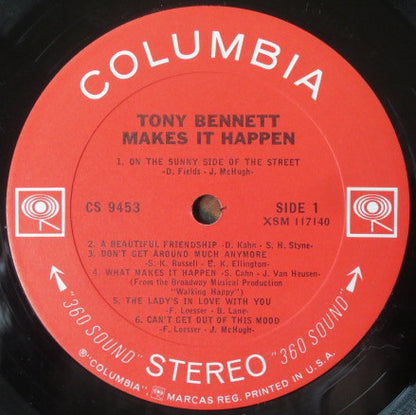 COLUMBIA
TONY BENNETT
MAKES IT HAPPEN
1. ON THE SUNNY SIDE OF THE STREET
-D. Fields - J. McHugh-
CS 9453
SIDE 1
XSM 117140
2. A BEAUTIFUL FRIENDSHIP -D. Kahn - S. H. Styne-
3. DON'T GET AROUND MUCH ANYMORE
-S. K. Russell - E. K. Ellington-
4. WHAT MAKES IT HAPPEN -S. Cahn - J. Van Heusen-
(From the Broadway Musical Production
"Walking Happy")
5. THE LADY'S IN LOVE WITH YOU
-F. Loesser - B. Lane-
6. CAN'T GET OUT OF THIS MOOD
-F. Loesser - J. McHugh-
"360 SOUND" STEREO "360 SOUND"
®"COLUMBIA" MARCAS REG. PRINTED IN U.S.A.